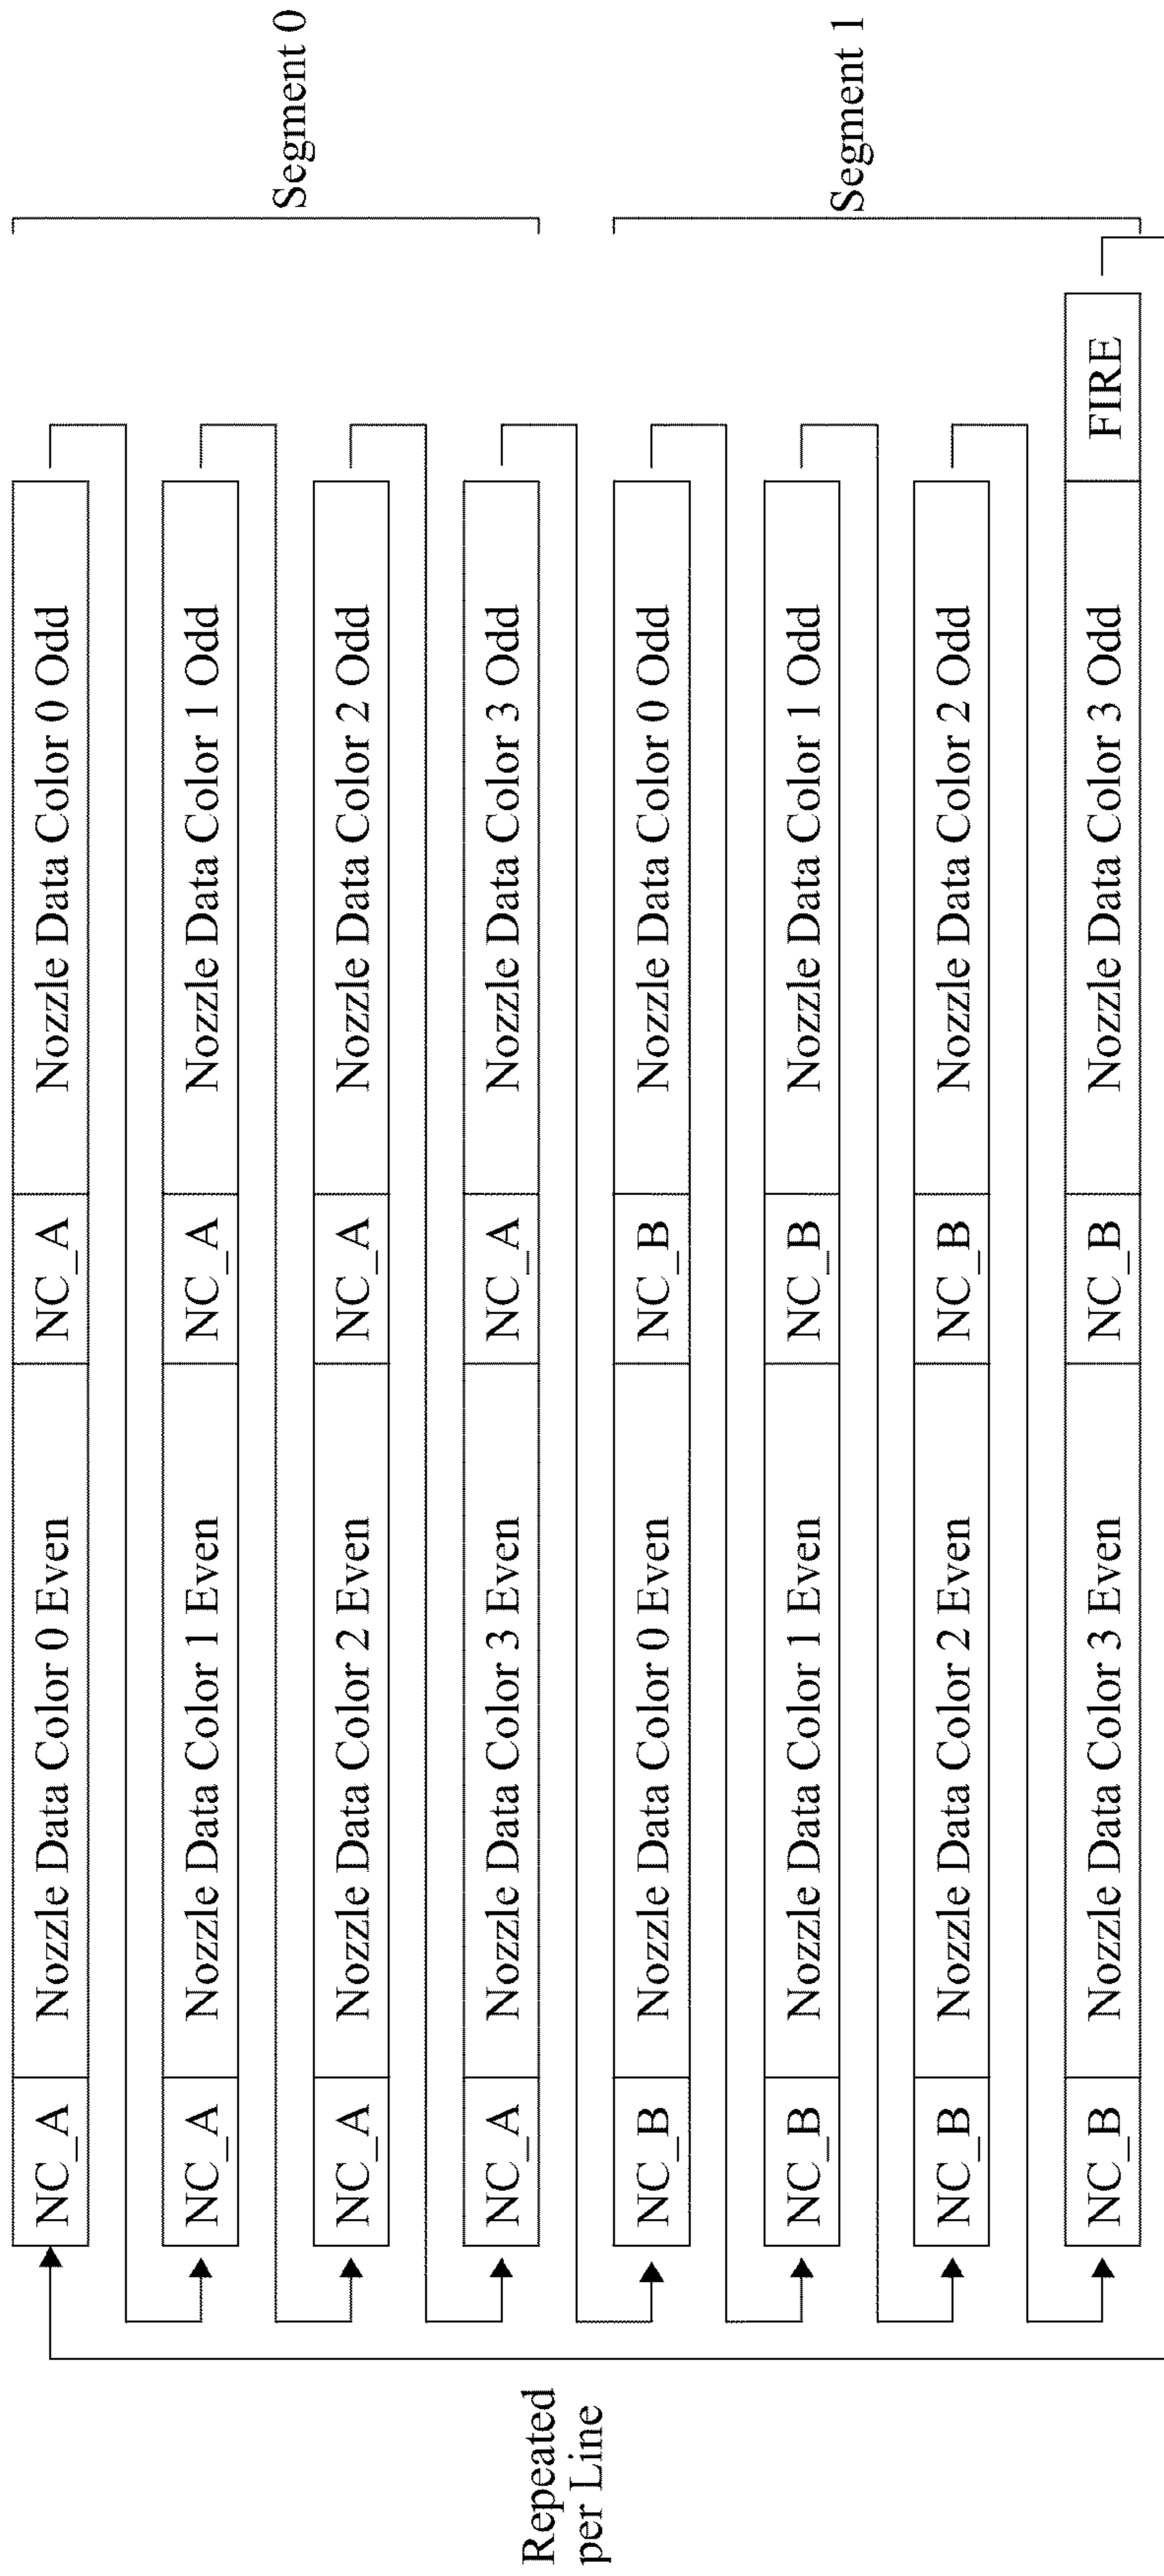 Segment 0
NC_A Nozzle Data Color 0 Even NC_A Nozzle Data Color 0 Odd
NC_A Nozzle Data Color 1 Even NC_A Nozzle Data Color 1 Odd
NC_A Nozzle Data Color 2 Even NC_A Nozzle Data Color 2 Odd
NC_A Nozzle Data Color 3 Even NC_A Nozzle Data Color 3 Odd
Segment 1
NC_B Nozzle Data Color 0 Even NC_B Nozzle Data Color 0 Odd
NC_B Nozzle Data Color 1 Even NC_B Nozzle Data Color 1 Odd
NC_B Nozzle Data Color 2 Even NC_B Nozzle Data Color 2 Odd
NC_B Nozzle Data Color 3 Even NC_B Nozzle Data Color 3 Odd FIRE
Repeated
per Line